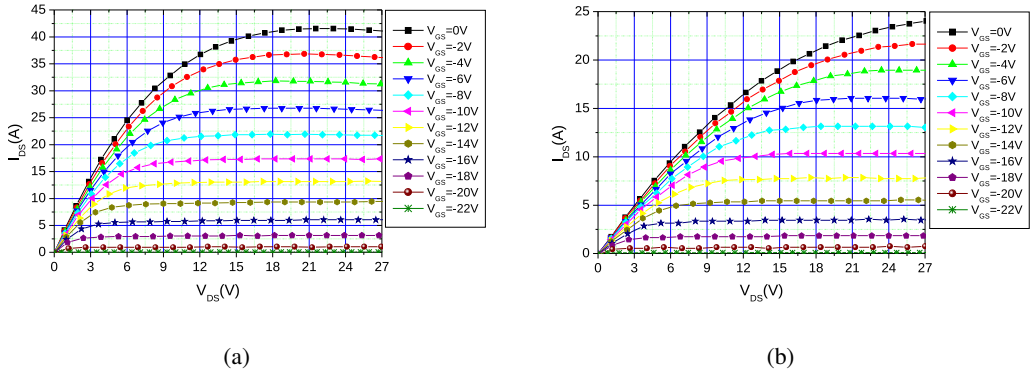 45
40
35
30
25
20
15
10
5
0
I_DS(A)
0 3 6 9 12 15 18 21 24 27
V_DS(V)
V_GS=0V
V_GS=-2V
V_GS=-4V
V_GS=-6V
V_GS=-8V
V_GS=-10V
V_GS=-12V
V_GS=-14V
V_GS=-16V
V_GS=-18V
V_GS=-20V
V_GS=-22V
(a)
25
20
15
10
5
0
I_DS(A)
0 3 6 9 12 15 18 21 24 27
V_DS(V)
V_GS=0V
V_GS=-2V
V_GS=-4V
V_GS=-6V
V_GS=-8V
V_GS=-10V
V_GS=-12V
V_GS=-14V
V_GS=-16V
V_GS=-18V
V_GS=-20V
V_GS=-22V
(b)